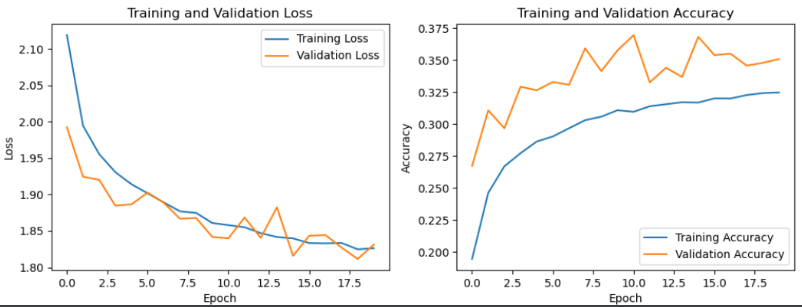 Training and Validation Loss
Training Loss
Validation Loss
2.10
2.05
2.00
1.95
1.90
1.85
1.80
Loss
0.0 2.5 5.0 7.5 10.0 12.5 15.0 17.5
Epoch
Training and Validation Accuracy
0.375
0.350
0.325
0.300
0.275
0.250
0.225
0.200
Accuracy
Training Accuracy
Validation Accuracy
0.0 2.5 5.0 7.5 10.0 12.5 15.0 17.5
Epoch